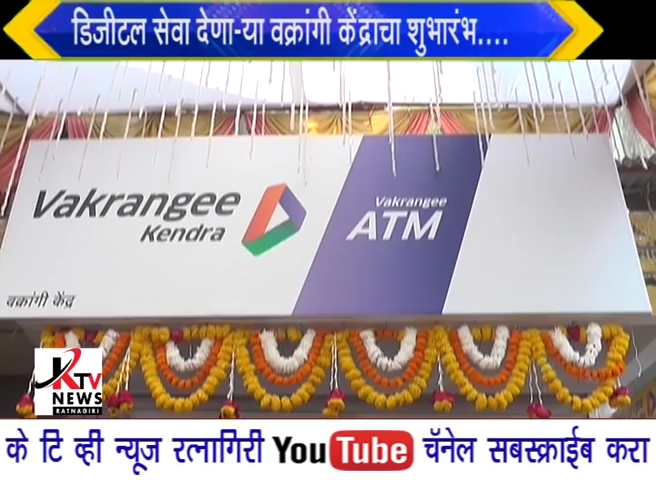 डिजीटल सेवा देणा-या वक्रांगी केंद्राचा शुभारंभ....
Vakrangee
Kendra
वक्रांगी केंद्र
Vakrangee
ATM
KTV
NEWS
RATNAGIRI
के टि व्ही न्यूज रत्नागिरी YouTube चॅनेल सबस्क्राईब करा